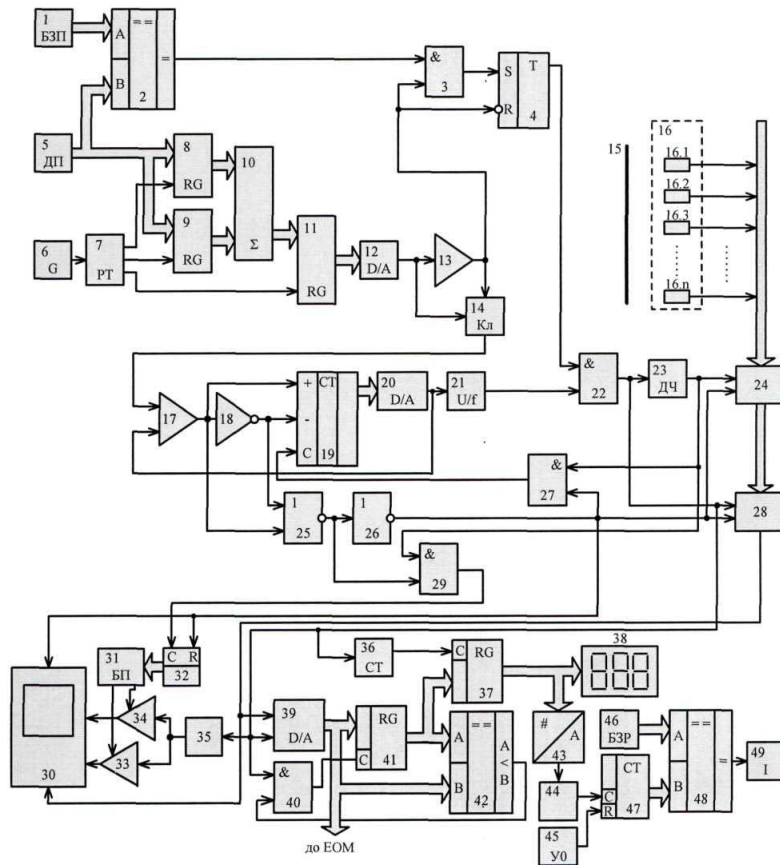 1
БЗП
A
B
==
=
2
&
3
S
R
T
4
5
ДП
8
RG
9
RG
10
Σ
11
RG
6
G
7
РТ
12
D/A
13
14
Кл
15
16
16.1
16.2
16.3
16.n
17
18
+
-
C
CT
19
20
D/A
21
U/f
&
22
23
ДЧ
24
&
27
28
1
25
1
26
&
29
30
31
БП
C R
32
33
34
35
36
CT
C
RG
37
38
39
D/A
&
40
RG
C
41
==
A
B
A
<
B
42
#
A
43
44
45
У0
46
БЗР
CT
C
R
47
==
A
B
=
48
49
I
до ЕОМ